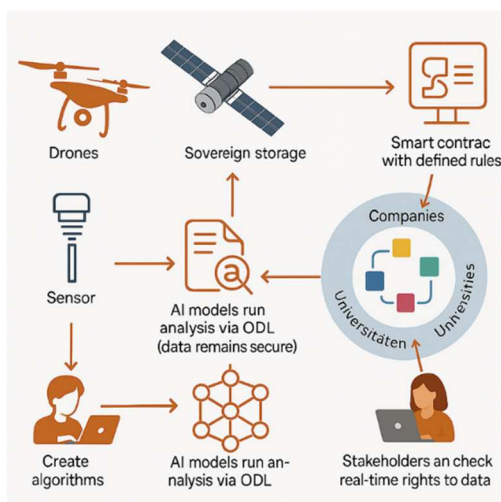 Drones
Sovereign storage
Smart contrac
with defined rules
Sensor
AI models run
analysis via ODL
(data remains secure)
Companies
Universitäten
Create
algorithms
AI models run an-
nalysis via ODL
Stakeholders an check
real-time rights to data